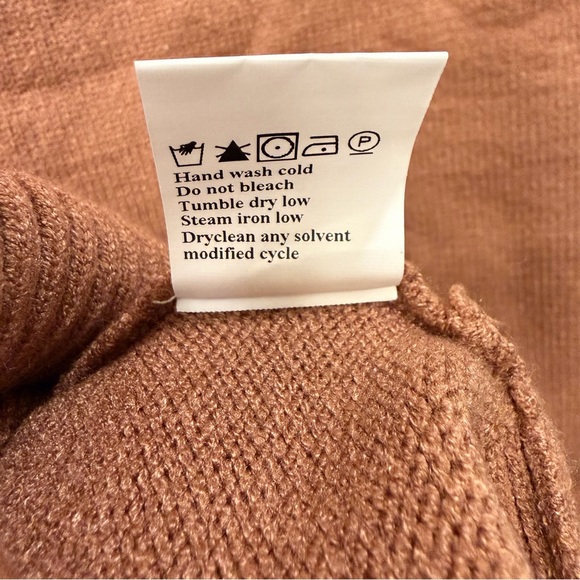 P
Hand wash cold
Do not bleach
Tumble dry low
Steam iron low
Dryclean any solvent
modified cycle